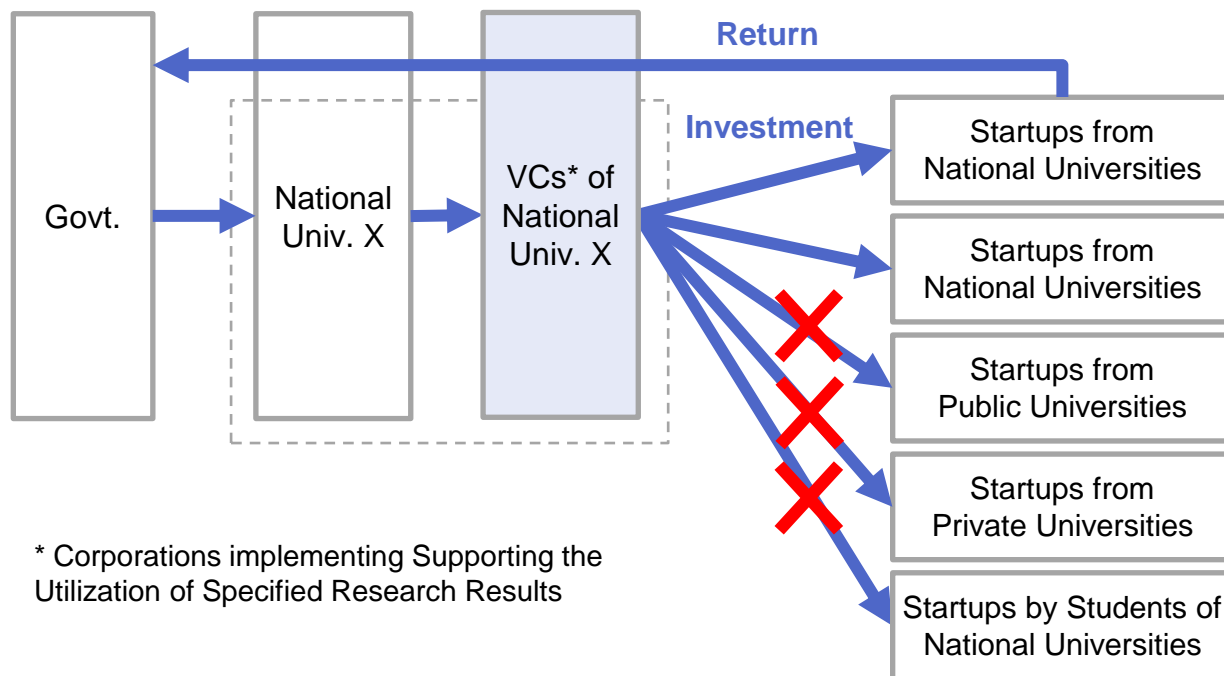 Return
Investment
Govt.
National
Univ. X
VCs* of
National
Univ. X
Startups from
National Universities
Startups from
National Universities
Startups from
Public Universities
Startups from
Private Universities
Startups by Students of
National Universities
* Corporations implementing Supporting the
Utilization of Specified Research Results